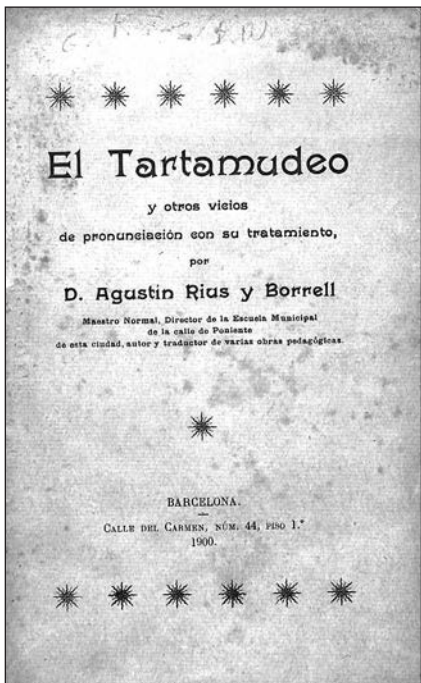 El Tartamudeo
y otros vicios
de pronunciación con su tratamiento,
por
D. Agustin Rius y Borrell
Maestro Normal, Director de la Escuela Municipal
de la calle de Poniente
de esta ciudad, autor y traductor de varias obras pedagógicas.
BARCELONA.
CALLE DEL CARMEN, NÚM. 44, PISO 1.°
1900.